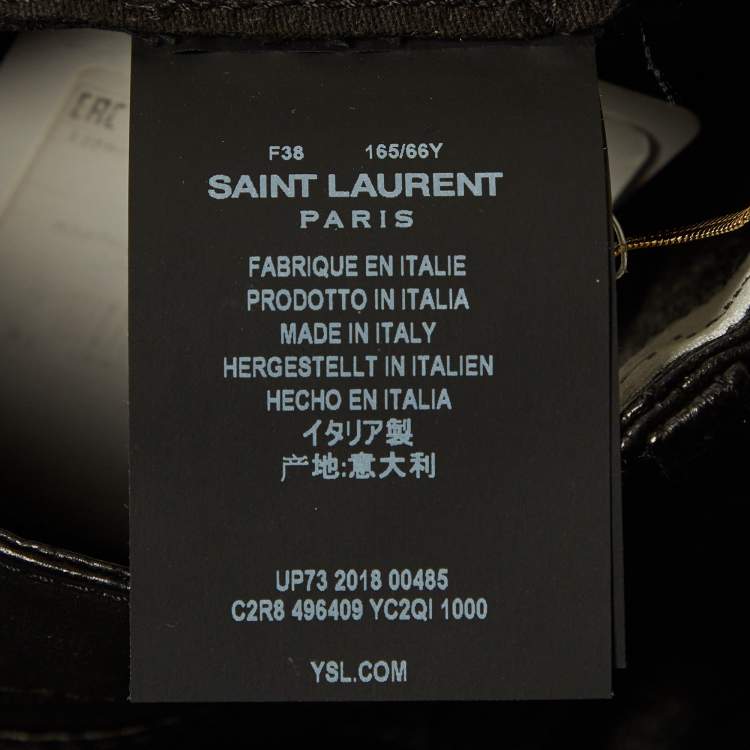 F38 165/66Y
SAINT LAURENT
PARIS
FABRIQUE EN ITALIE
PRODOTTO IN ITALIA
MADE IN ITALY
HERGESTELLT IN ITALIEN
HECHO EN ITALIA
イタリア製
产地:意大利
UP73 2018 00485
C2R8 496409 YC2QI 1000
YSL.COM